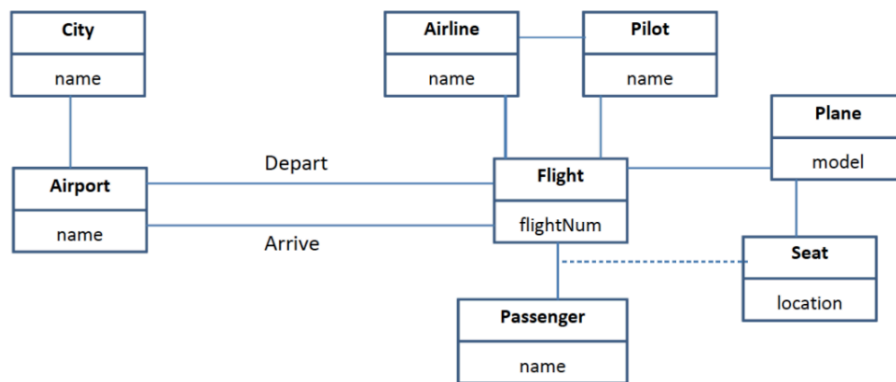 City
name
Airline
name
Pilot
name
Plane
model
Airport
name
Depart
Arrive
Flight
flightNum
Seat
location
Passenger
name